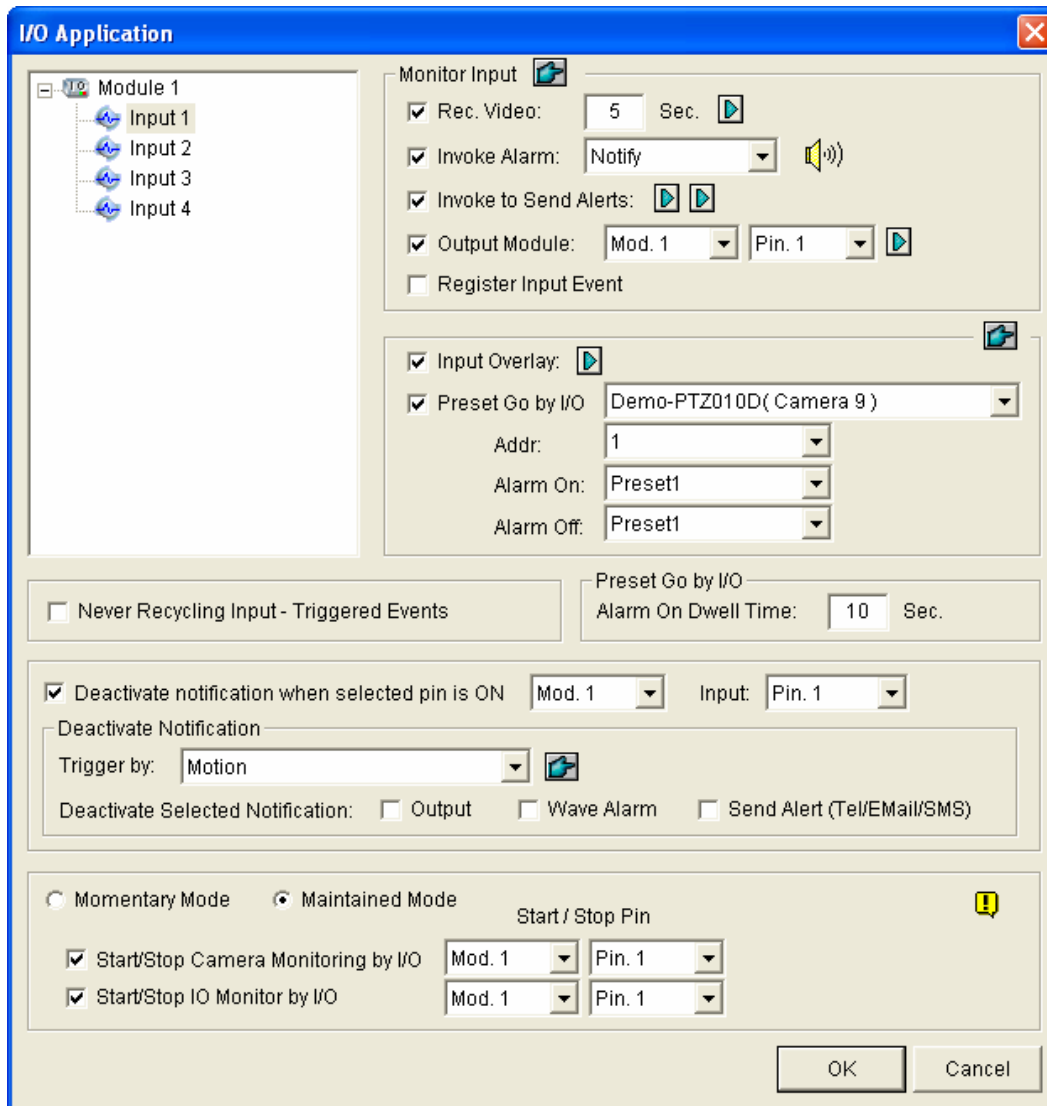 I/O Application
Module 1
Input 1
Input 2
Input 3
Input 4
Monitor Input
Rec. Video: 5 Sec.
Invoke Alarm: Notify
Invoke to Send Alerts:
Output Module: Mod. 1 Pin. 1
Register Input Event
Input Overlay:
Preset Go by I/O Demo-PTZ010D( Camera 9 )
Addr: 1
Alarm On: Preset1
Alarm Off: Preset1
Never Recycling Input - Triggered Events
Preset Go by I/O
Alarm On Dwell Time: 10 Sec.
Deactivate notification when selected pin is ON Mod. 1 Input: Pin. 1
Deactivate Notification
Trigger by: Motion
Deactivate Selected Notification: Output Wave Alarm Send Alert (Tel/EMail/SMS)
Momentary Mode Maintained Mode
Start / Stop Pin
Start/Stop Camera Monitoring by I/O Mod. 1 Pin. 1
Start/Stop IO Monitor by I/O Mod. 1 Pin. 1
OK Cancel